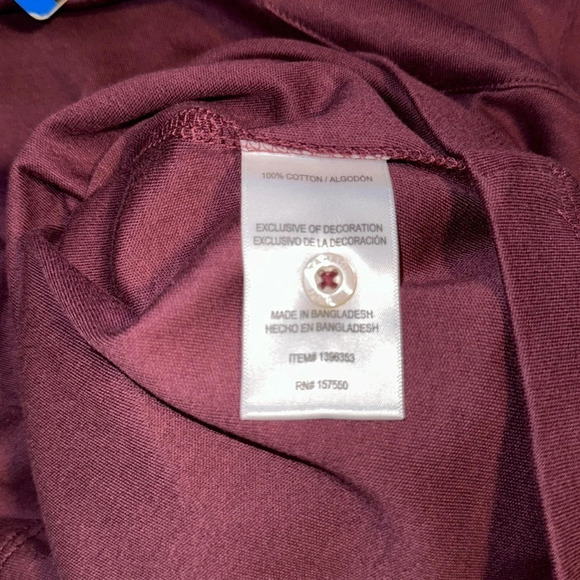 100% COTTON / ALGODÓN
EXCLUSIVE OF DECORATION
EXCLUSIVO DE LA DECORACIÓN
MADE IN BANGLADESH
HECHO EN BANGLADESH
ITEM# 1396353
RN# 157550